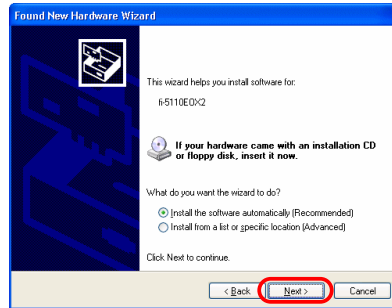 Found New Hardware Wizard
This wizard helps you install software for:
fi-5110EOX2
If your hardware came with an installation CD
or floppy disk, insert it now.
What do you want the wizard to do?
Install the software automatically (Recommended)
Install from a list or specific location (Advanced)
Click Next to continue.
< Back
Next >
Cancel